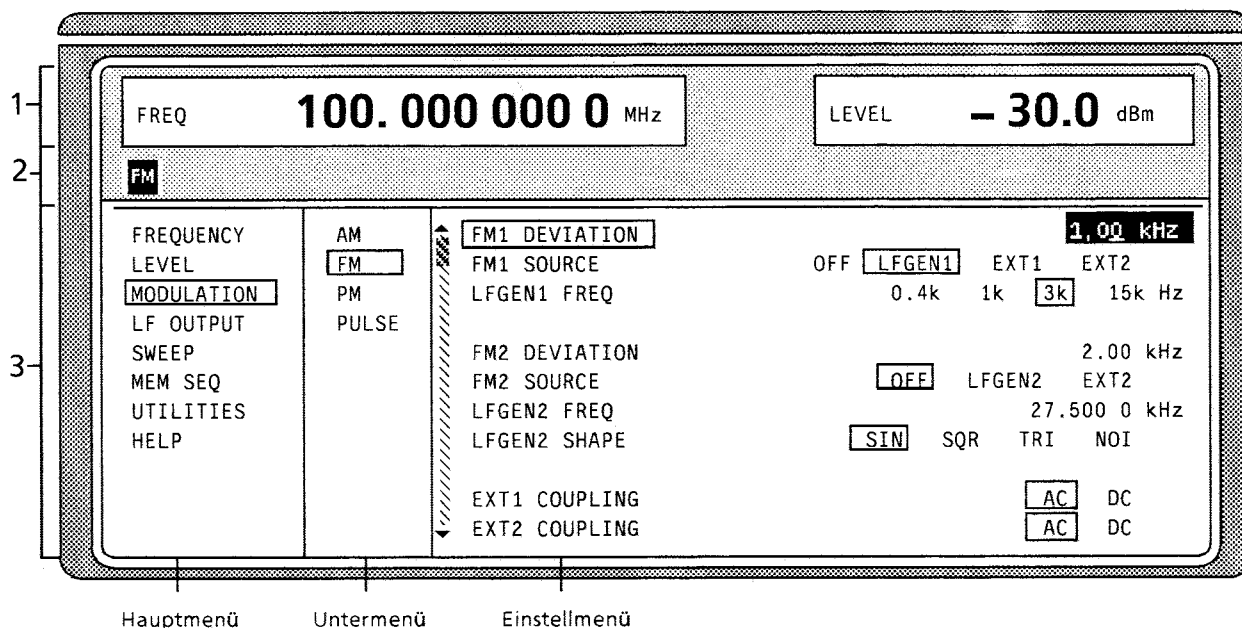 1
FREQ 100. 000 000 0 MHz LEVEL – 30.0 dBm
2
FM
FREQUENCY AM FM1 DEVIATION 1.00 kHz
LEVEL FM FM1 SOURCE OFF LFGEN1 EXT1 EXT2
MODULATION PM LFGEN1 FREQ 0.4k 1k 3k 15k Hz
LF OUTPUT PULSE
3
SWEEP FM2 DEVIATION 2.00 kHz
MEM SEQ FM2 SOURCE OFF LFGEN2 EXT2
UTILITIES LFGEN2 FREQ 27.500 0 kHz
HELP LFGEN2 SHAPE SIN SQR TRI NOI
EXT1 COUPLING AC DC
EXT2 COUPLING AC DC
Hauptmenü Untermenü Einstellmenü